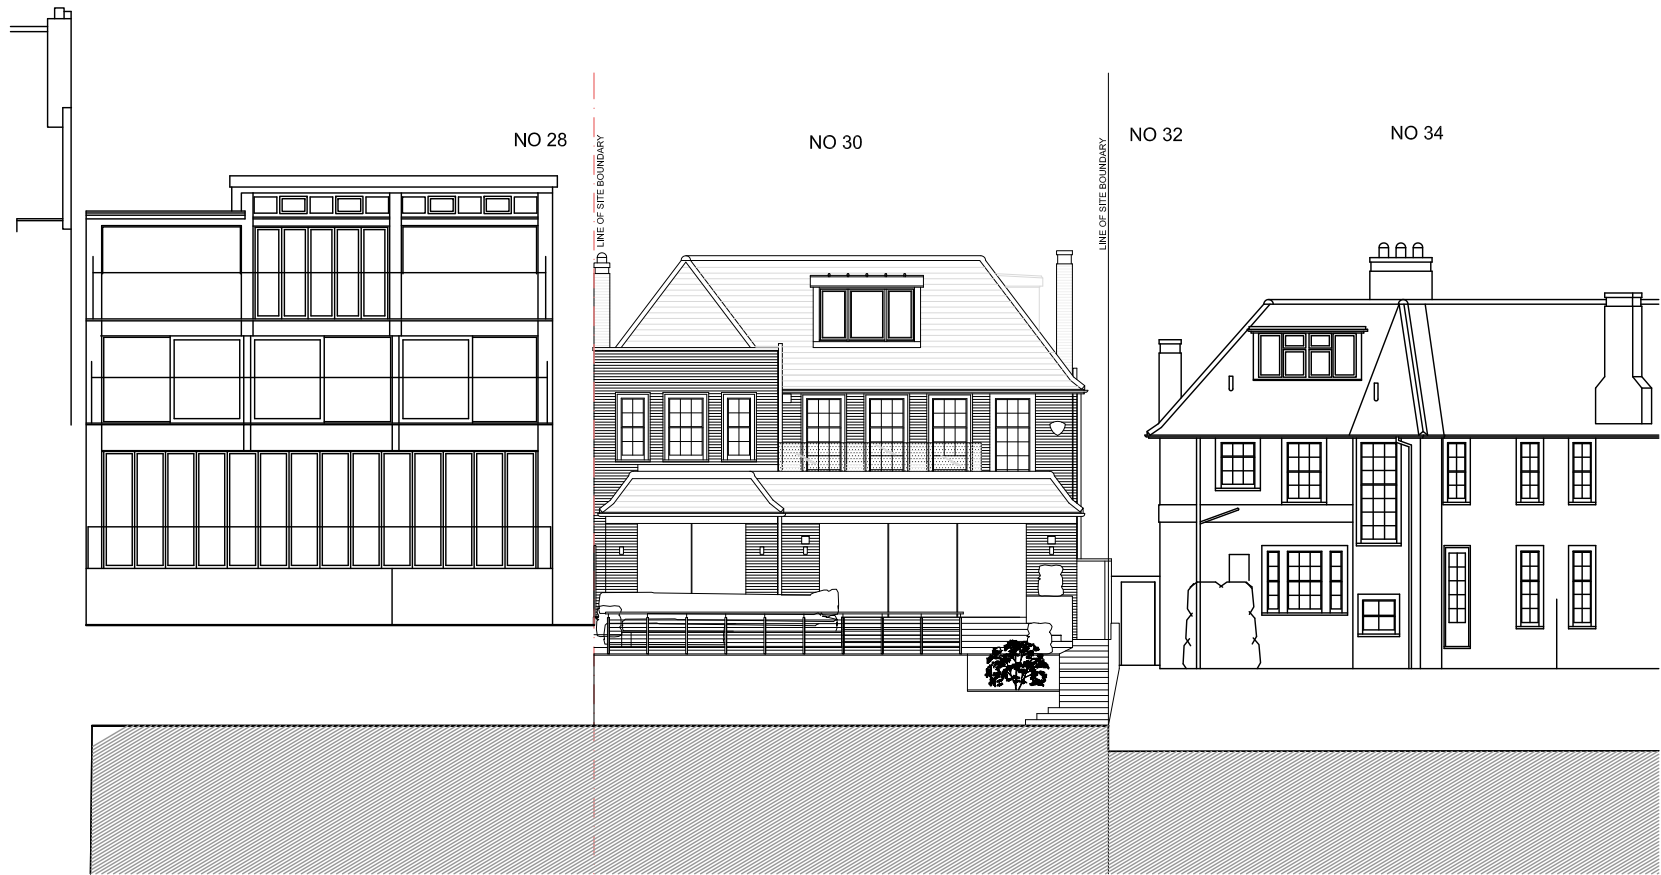 NO 28
LINE OF SITE BOUNDARY
NO 30
LINE OF SITE BOUNDARY
NO 32
NO 34